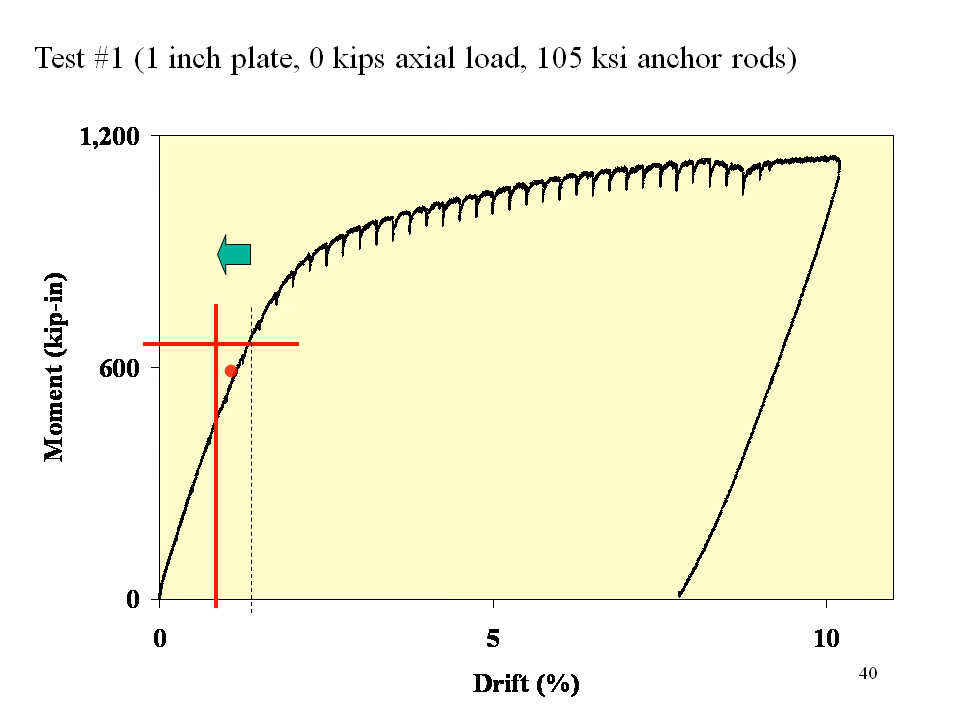 Test #1 (1 inch plate, 0 kips axial load, 105 ksi anchor rods)
1,200
600
0
Moment (kip-in)
0 5 10
Drift (%)
40